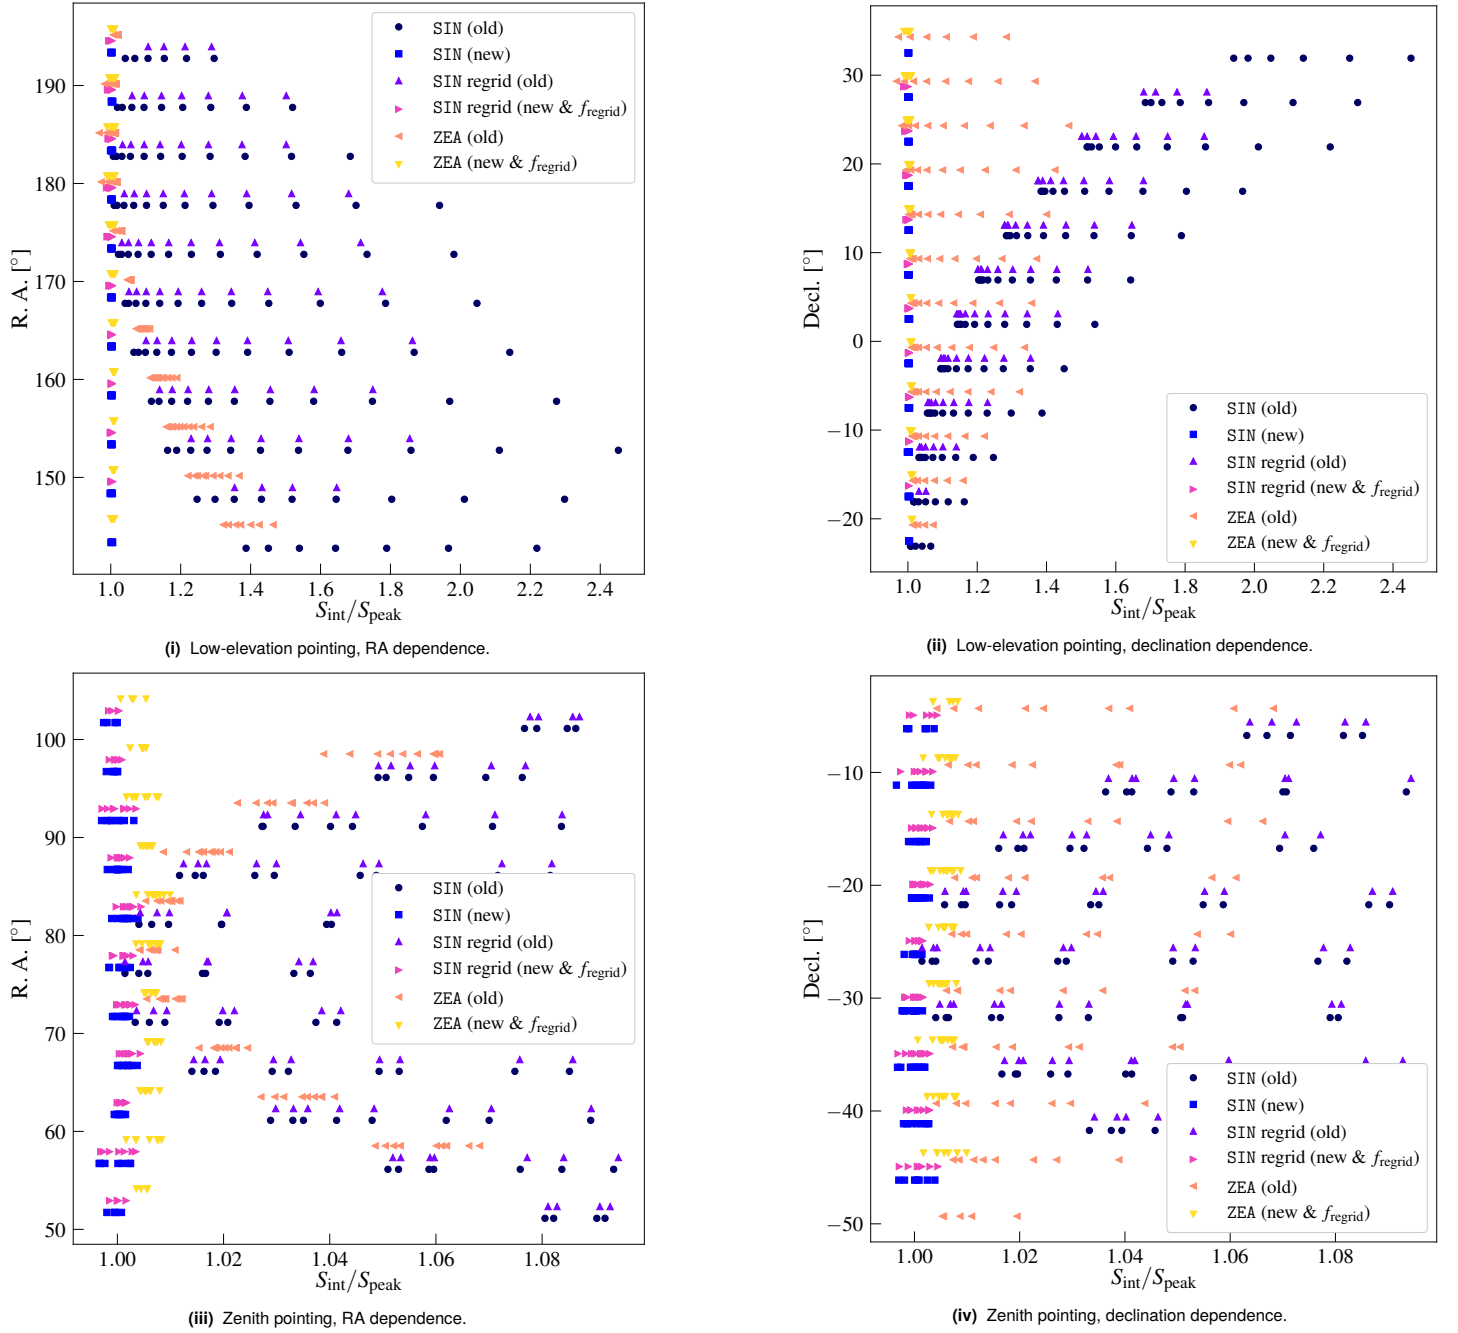 SIN (old)
SIN (new)
SIN regrid (old)
SIN regrid (new & f_regrid)
ZEA (old)
ZEA (new & f_regrid)
190
180
170
160
150
R. A. [°]
1.0 1.2 1.4 1.6 1.8 2.0 2.2 2.4
S_int/S_peak
(i) Low-elevation pointing, RA dependence.
30
20
10
0
−10
−20
Decl. [°]
SIN (old)
SIN (new)
SIN regrid (old)
SIN regrid (new & f_regrid)
ZEA (old)
ZEA (new & f_regrid)
1.0 1.2 1.4 1.6 1.8 2.0 2.2 2.4
S_int/S_peak
(ii) Low-elevation pointing, declination dependence.
100
90
80
70
60
50
R. A. [°]
SIN (old)
SIN (new)
SIN regrid (old)
SIN regrid (new & f_regrid)
ZEA (old)
ZEA (new & f_regrid)
1.00 1.02 1.04 1.06 1.08
S_int/S_peak
(iii) Zenith pointing, RA dependence.
−10
−20
−30
−40
−50
Decl. [°]
SIN (old)
SIN (new)
SIN regrid (old)
SIN regrid (new & f_regrid)
ZEA (old)
ZEA (new & f_regrid)
1.00 1.02 1.04 1.06 1.08
S_int/S_peak
(iv) Zenith pointing, declination dependence.